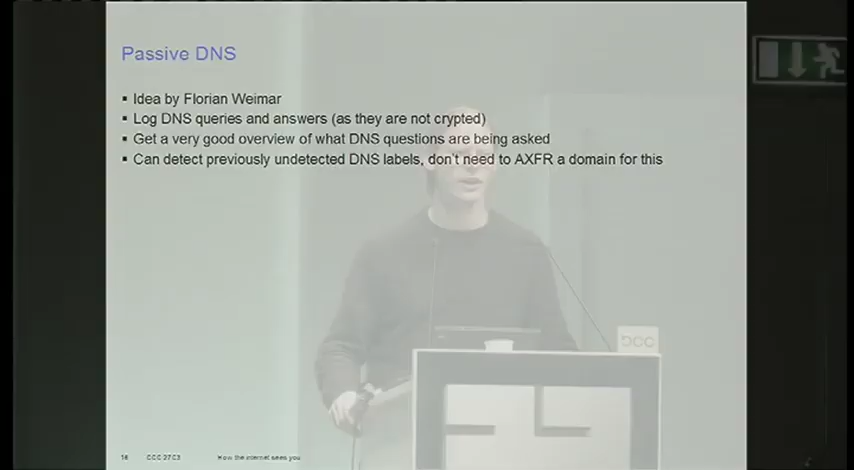 Passive DNS
▪ Idea by Florian Weimar
▪ Log DNS queries and answers (as they are not crypted)
▪ Get a very good overview of what DNS questions are being asked
▪ Can detect previously undetected DNS labels, don't need to AXFR a domain for this
ccc
16 CCC 27C3 How the internet sees you